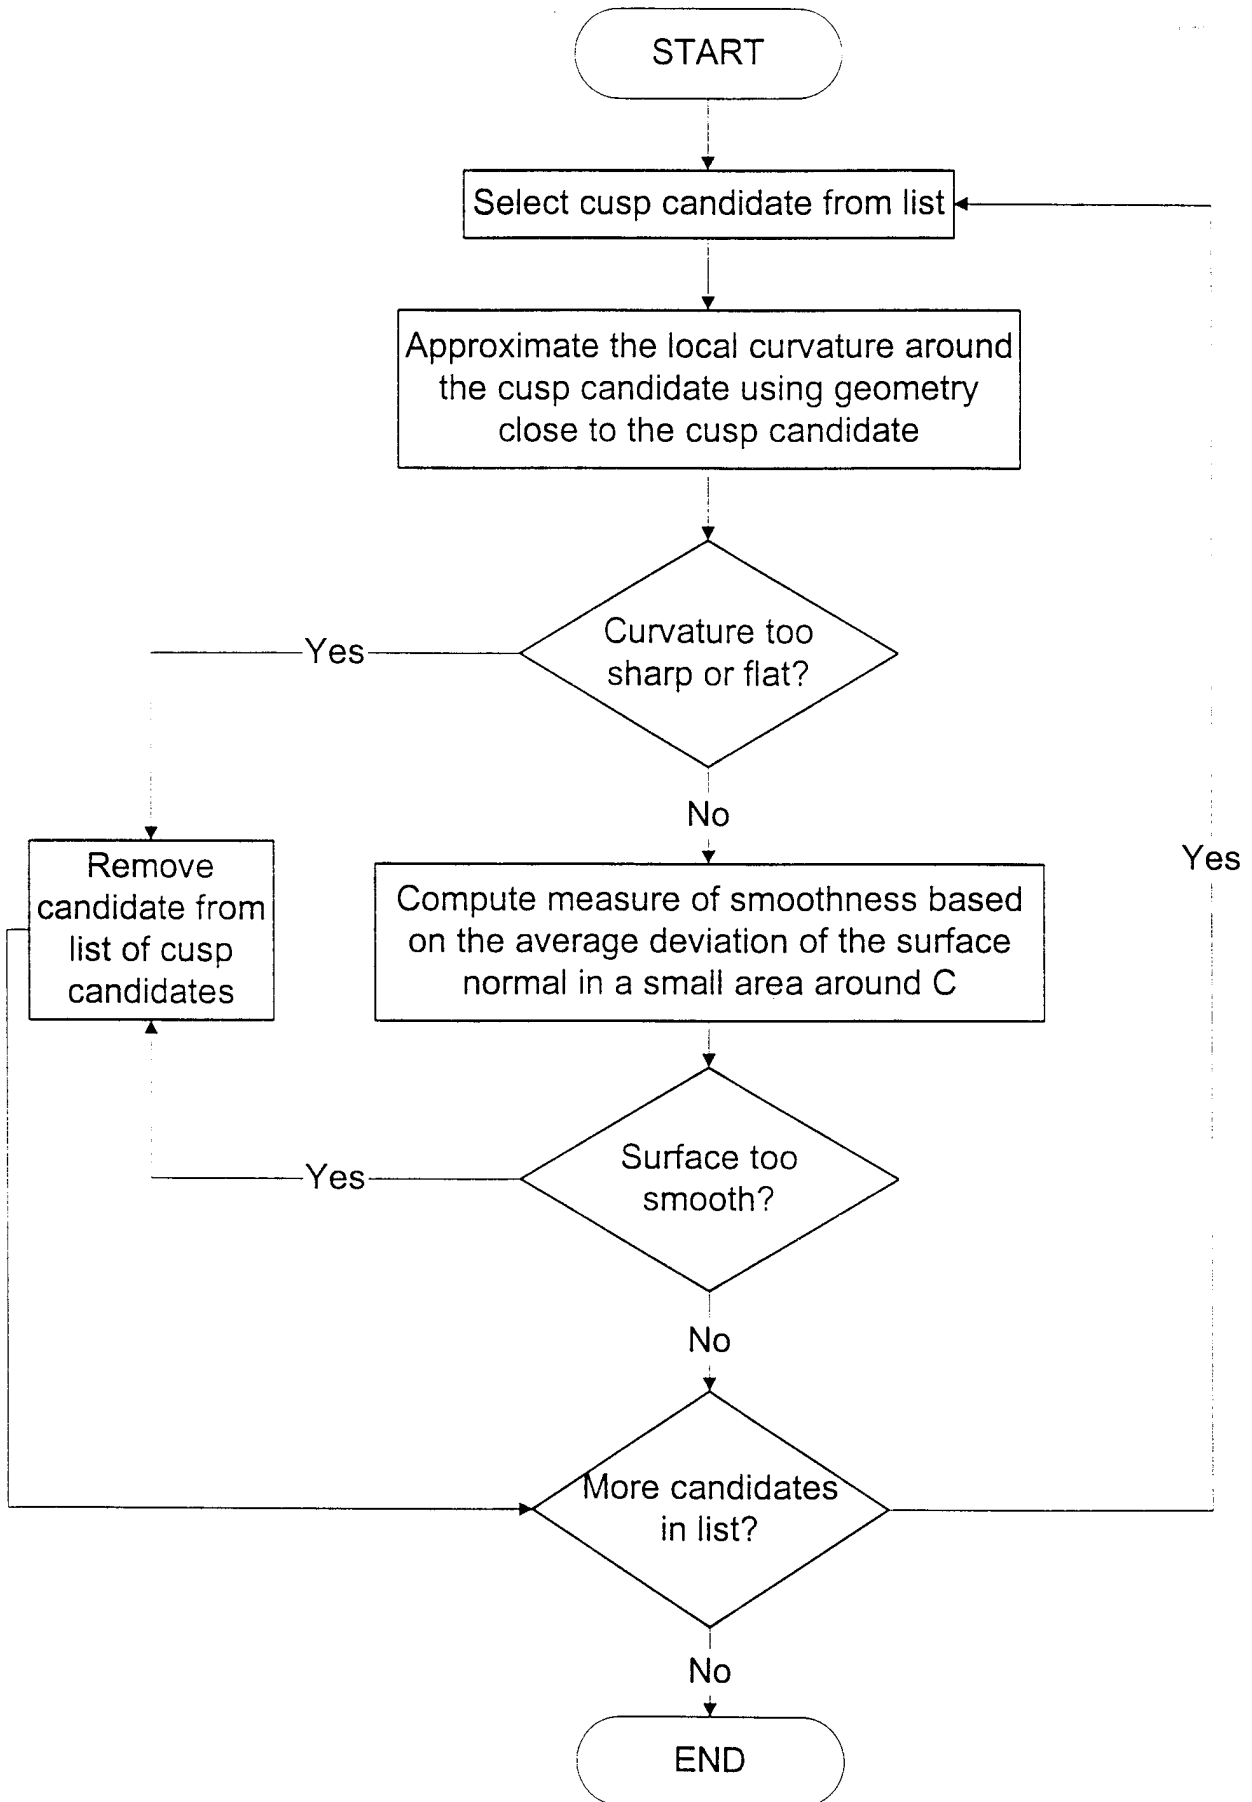 START
Select cusp candidate from list
Approximate the local curvature around
the cusp candidate using geometry
close to the cusp candidate
Curvature too
sharp or flat?
Yes
No
Remove
candidate from
list of cusp
candidates
Compute measure of smoothness based
on the average deviation of the surface
normal in a small area around C
Yes
Surface too
smooth?
Yes
No
More candidates
in list?
No
END